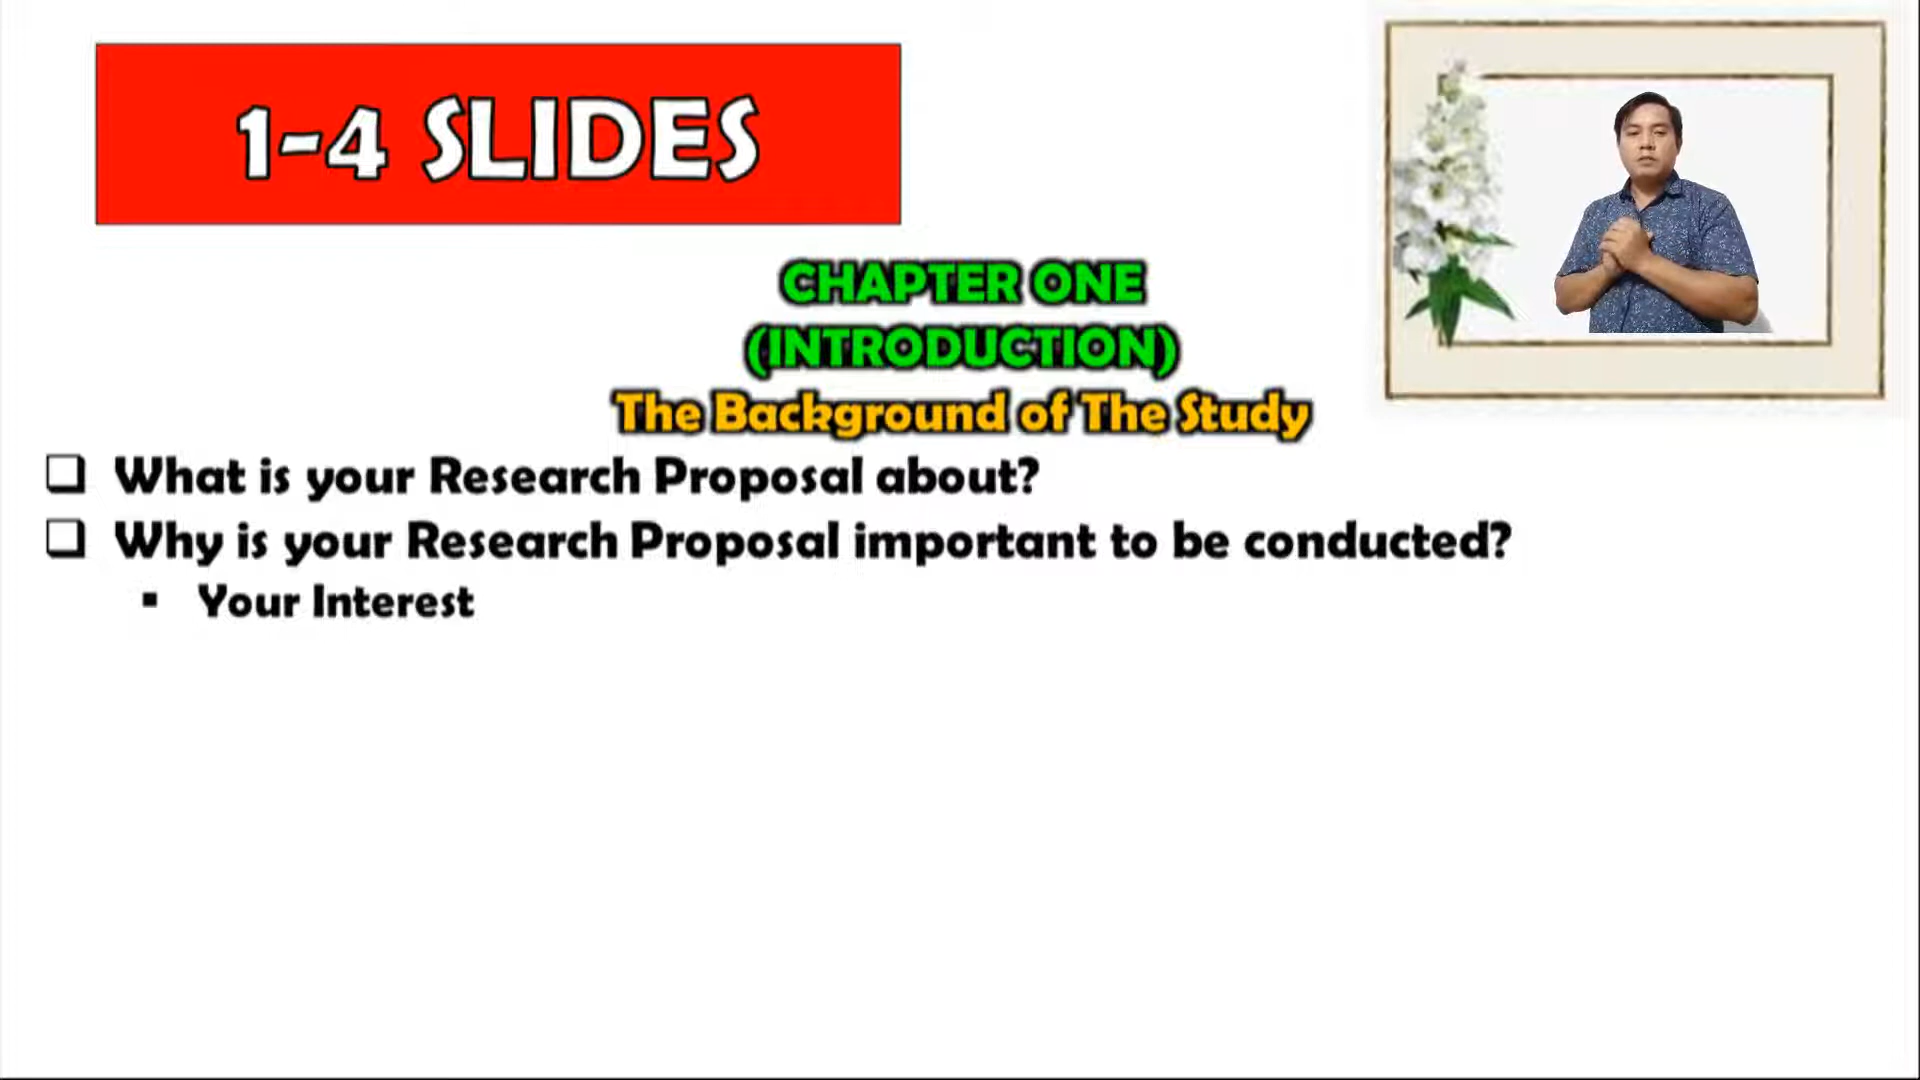 1-4 SLIDES
CHAPTER ONE
(INTRODUCTION)
The Background of The Study
What is your Research Proposal about?
Why is your Research Proposal important to be conducted?
Your Interest